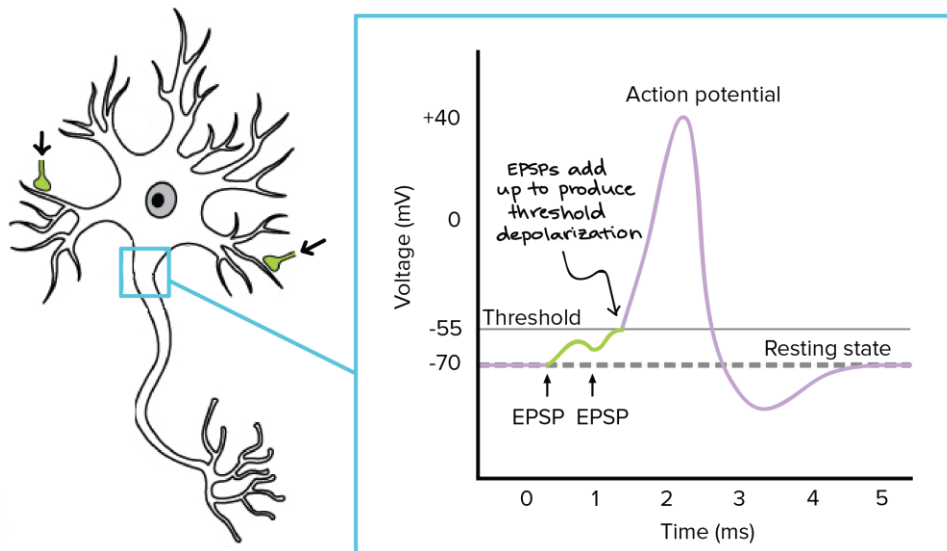 Action potential
+40
EPSPs add
up to produce
threshold
depolarization
0
Voltage (mV)
Threshold
-55
Resting state
-70
EPSP EPSP
0 1 2 3 4 5
Time (ms)